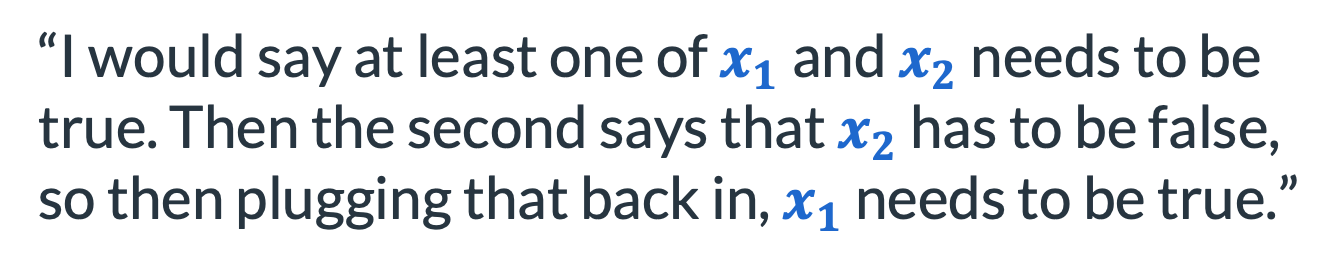 “I would say at least one of x₁ and x₂ needs to be
true. Then the second says that x₂ has to be false,
so then plugging that back in, x₁ needs to be true.”